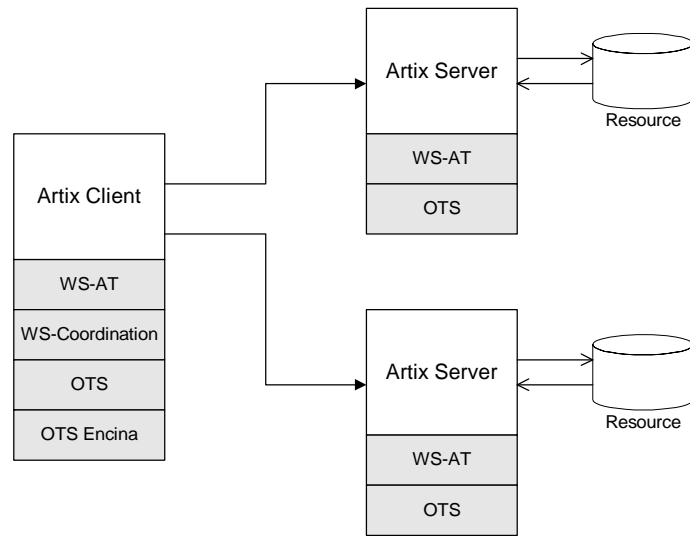 Artix Server
Resource
WS-AT
OTS
Artix Client
WS-AT
WS-Coordination
OTS
OTS Encina
Artix Server
Resource
WS-AT
OTS